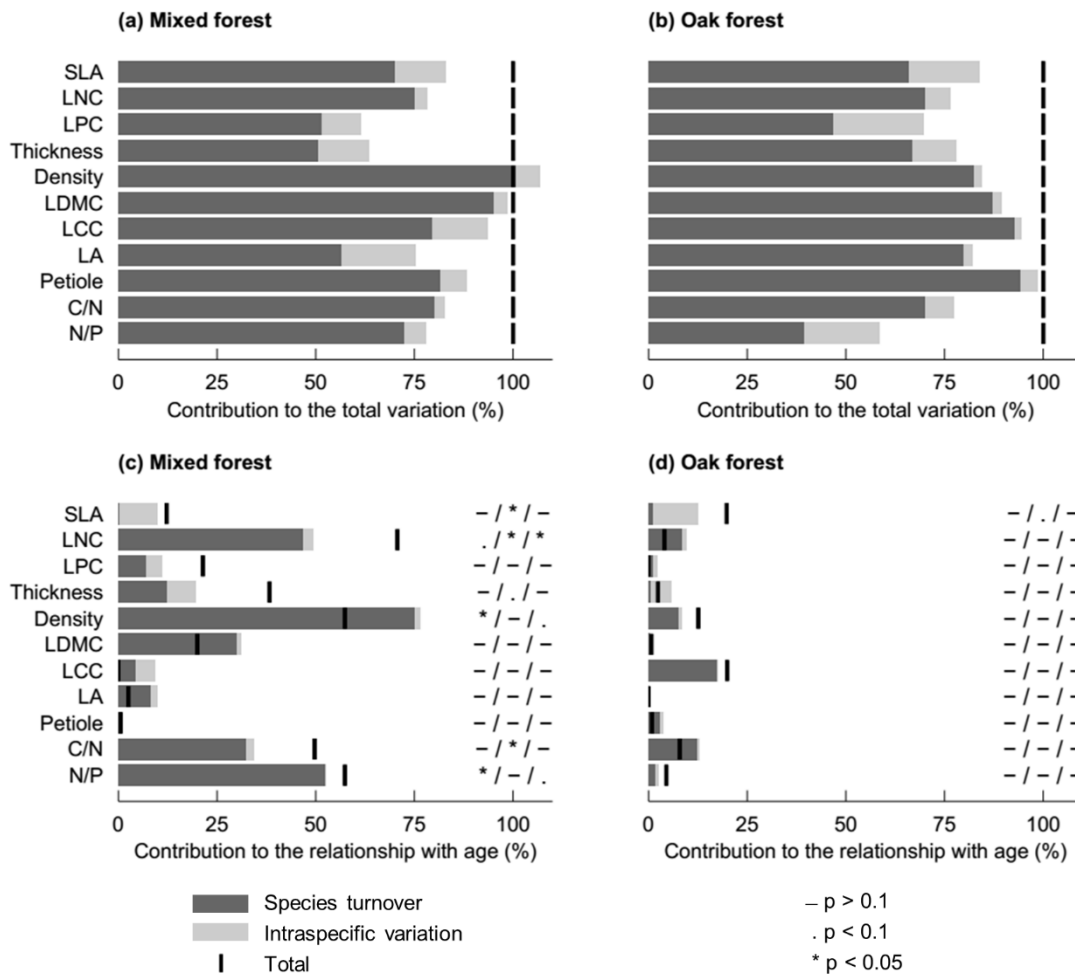 (a) Mixed forest
SLA
LNC
LPC
Thickness
Density
LDMC
LCC
LA
Petiole
C/N
N/P
0 25 50 75 100
Contribution to the total variation (%)
(b) Oak forest
0 25 50 75 100
Contribution to the total variation (%)
(c) Mixed forest
SLA – / * / –
LNC . / * / *
LPC – / – / –
Thickness – / . / –
Density * / – / .
LDMC – / – / –
LCC – / – / –
LA – / – / –
Petiole – / – / –
C/N – / * / –
N/P * / – / .
0 25 50 75 100
Contribution to the relationship with age (%)
(d) Oak forest
– / . / –
– / – / –
– / – / –
– / – / –
– / – / –
– / – / –
– / – / –
– / – / –
– / – / –
– / – / –
– / – / –
0 25 50 75 100
Contribution to the relationship with age (%)
Species turnover
Intraspecific variation
Total
– p > 0.1
. p < 0.1
* p < 0.05